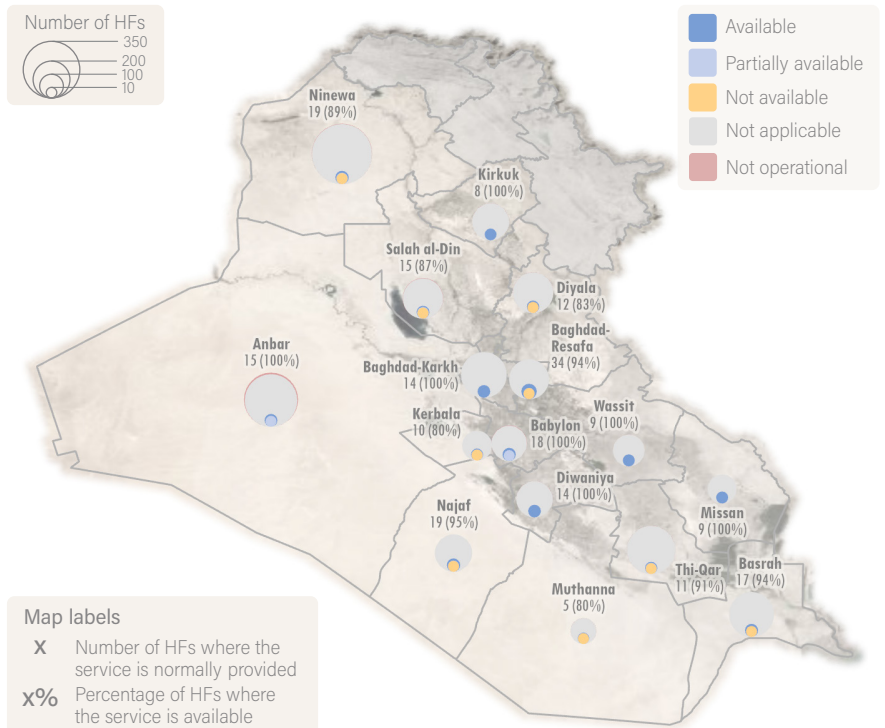 Number of HFs
350
200
100
10
Available
Partially available
Not available
Not applicable
Not operational
Ninewa
19 (89%)
Kirkuk
8 (100%)
Salah al-Din
15 (87%)
Diyala
12 (83%)
Anbar
15 (100%)
Baghdad-
Resafa
34 (94%)
Baghdad-Karkh
14 (100%)
Wassit
9 (100%)
Kerbala
10 (80%)
Babylon
18 (100%)
Diwaniya
14 (100%)
Najaf
19 (95%)
Missan
9 (100%)
Thi-Qar
11 (91%)
Basrah
17 (94%)
Muthanna
5 (80%)
Map labels
X Number of HFs where the
service is normally provided
x% Percentage of HFs where
the service is available